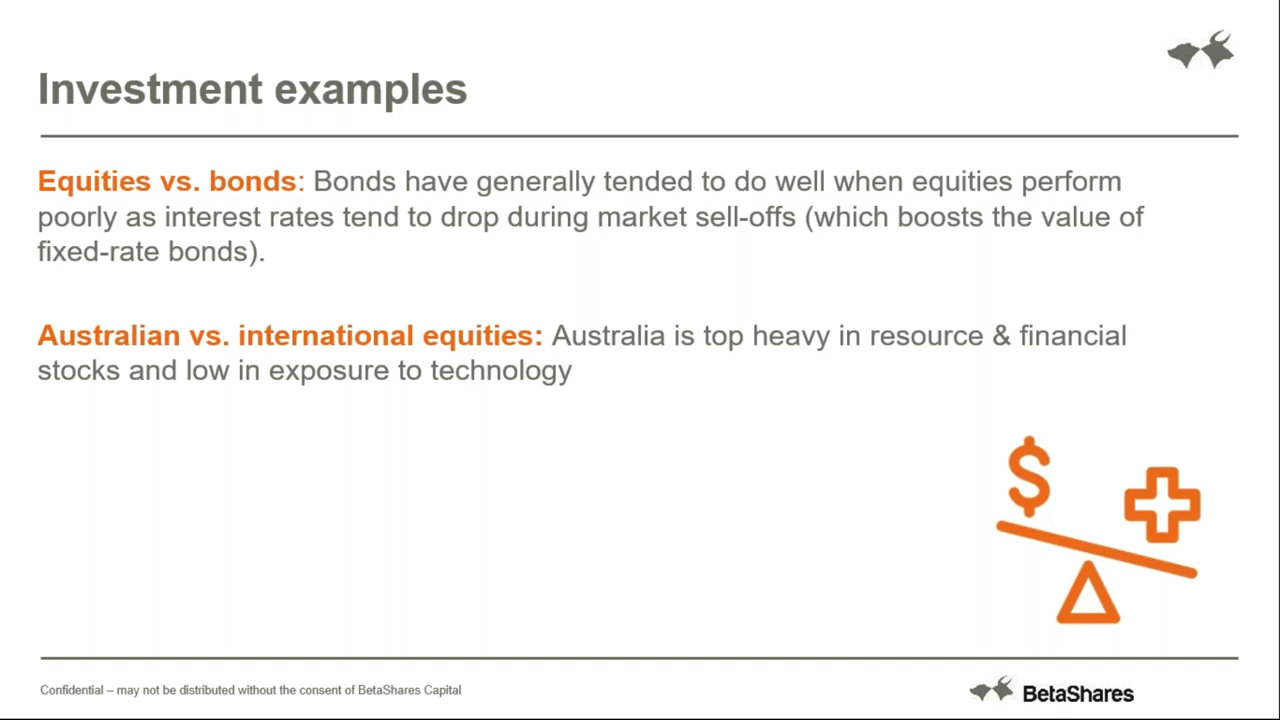 Investment examples
Equities vs. bonds: Bonds have generally tended to do well when equities perform
poorly as interest rates tend to drop during market sell-offs (which boosts the value of
fixed-rate bonds).
Australian vs. international equities: Australia is top heavy in resource & financial
stocks and low in exposure to technology
$
Confidential – may not be distributed without the consent of BetaShares Capital
BetaShares